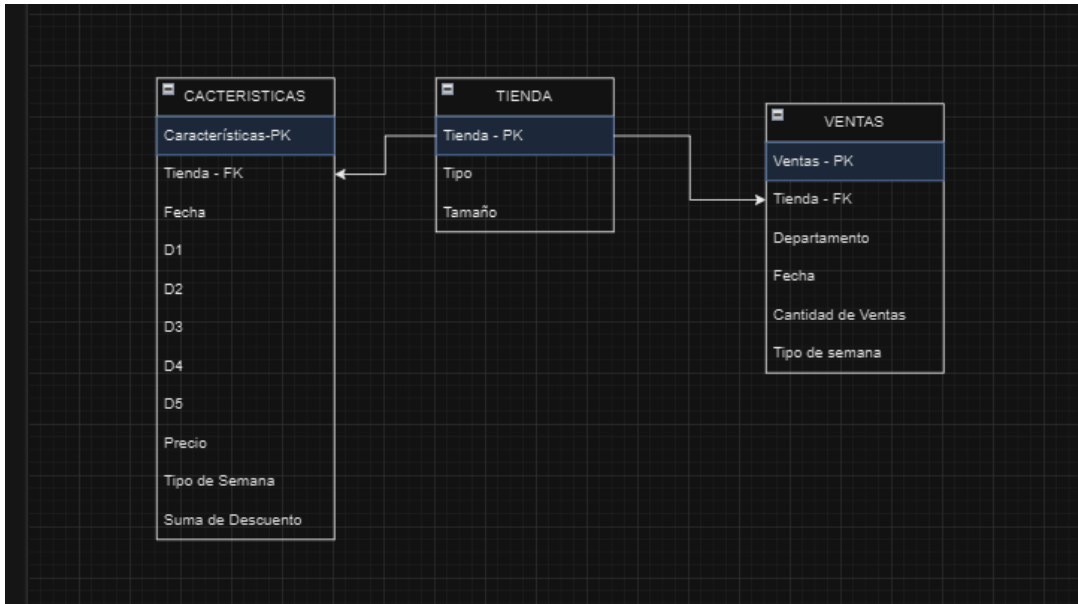 CACTERISTICAS
Características-PK
Tienda - FK
Fecha
D1
D2
D3
D4
D5
Precio
Tipo de Semana
Suma de Descuento
TIENDA
Tienda - PK
Tipo
Tamaño
VENTAS
Ventas - PK
Tienda - FK
Departamento
Fecha
Cantidad de Ventas
Tipo de semana